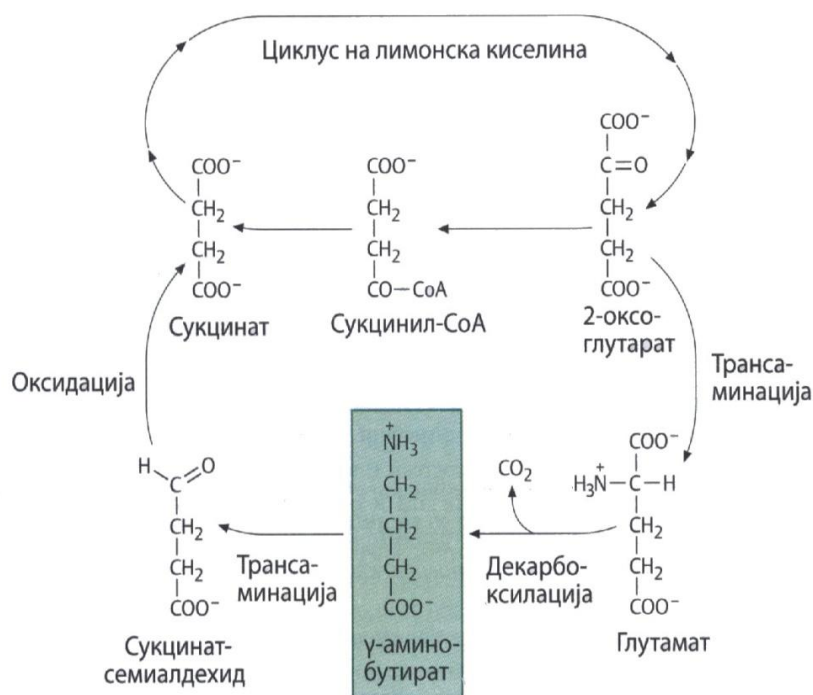 Циклус на лимонска киселина
COO⁻
CH₂
CH₂
COO⁻
Сукцинат
COO⁻
CH₂
CH₂
CO—CoA
Сукцинил-CoA
COO⁻
C=O
CH₂
CH₂
COO⁻
2-оксо-
глутарат
Оксидација
Транса-
минација
H
C
O
CH₂
CH₂
COO⁻
Сукцинат-
семиалдехид
Транса-
минација
+
NH₃
CH₂
CH₂
CH₂
COO⁻
γ-амино-
бутират
CO₂
Декарбо-
ксилација
COO⁻
+
H₃N—C—H
CH₂
CH₂
COO⁻
Глутамат